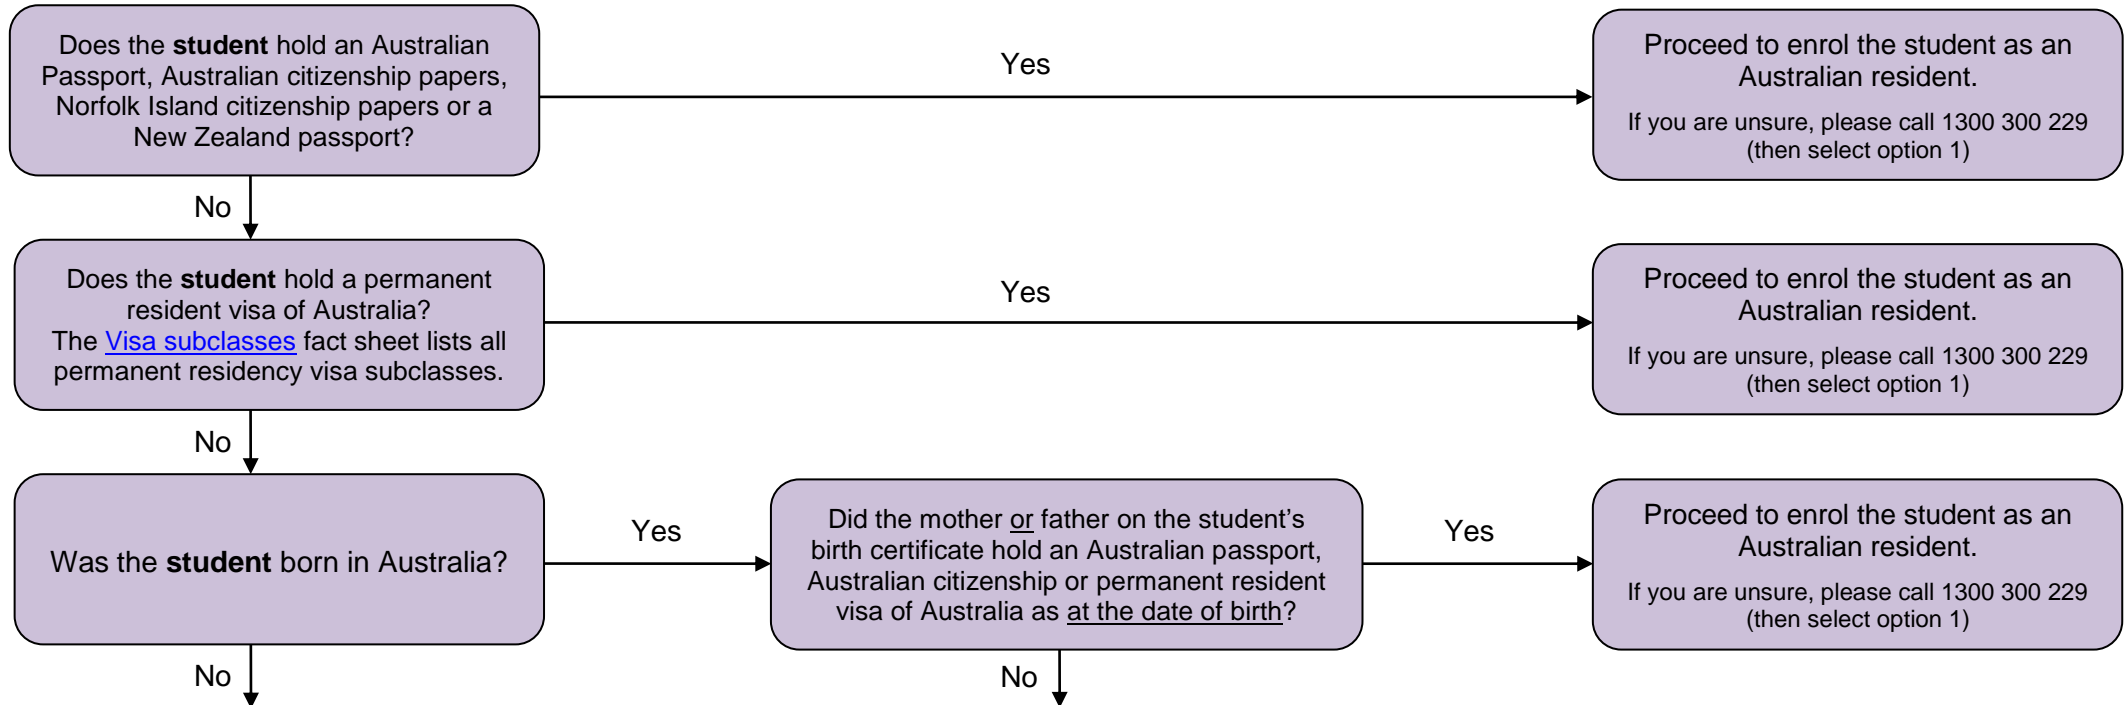 Does the student hold an Australian
Passport, Australian citizenship papers,
Norfolk Island citizenship papers or a
New Zealand passport?
Yes
Proceed to enrol the student as an
Australian resident.
If you are unsure, please call 1300 300 229
(then select option 1)
No
Does the student hold a permanent
resident visa of Australia?
The Visa subclasses fact sheet lists all
permanent residency visa subclasses.
Yes
Proceed to enrol the student as an
Australian resident.
If you are unsure, please call 1300 300 229
(then select option 1)
No
Was the student born in Australia?
Yes
Did the mother or father on the student's
birth certificate hold an Australian passport,
Australian citizenship or permanent resident
visa of Australia as at the date of birth?
Yes
Proceed to enrol the student as an
Australian resident.
If you are unsure, please call 1300 300 229
(then select option 1)
No
No